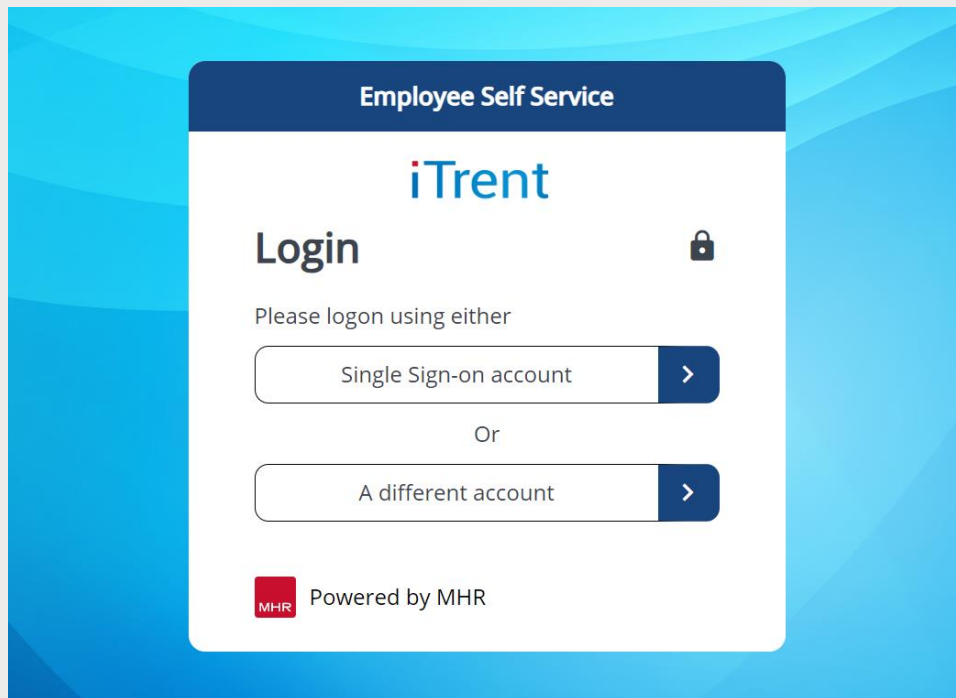 Employee Self Service
iTrent
Login
Please logon using either
Single Sign-on account
Or
A different account
MHR Powered by MHR